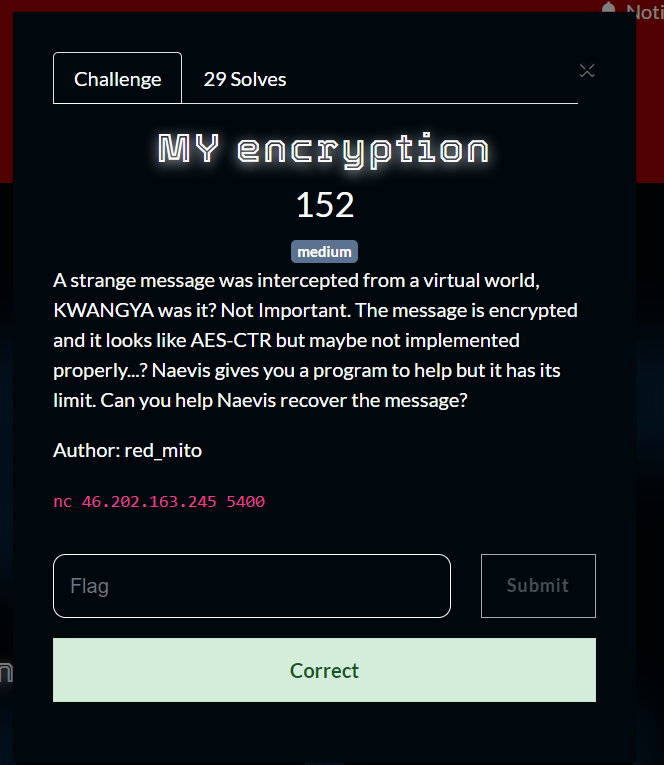 Noti
Challenge
29 Solves
MY encryption
152
medium
A strange message was intercepted from a virtual world,
KWANGYA was it? Not Important. The message is encrypted
and it looks like AES-CTR but maybe not implemented
properly...? Naevis gives you a program to help but it has its
limit. Can you help Naevis recover the message?
Author: red_mito
nc 46.202.163.245 5400
Flag
Submit
Correct
n